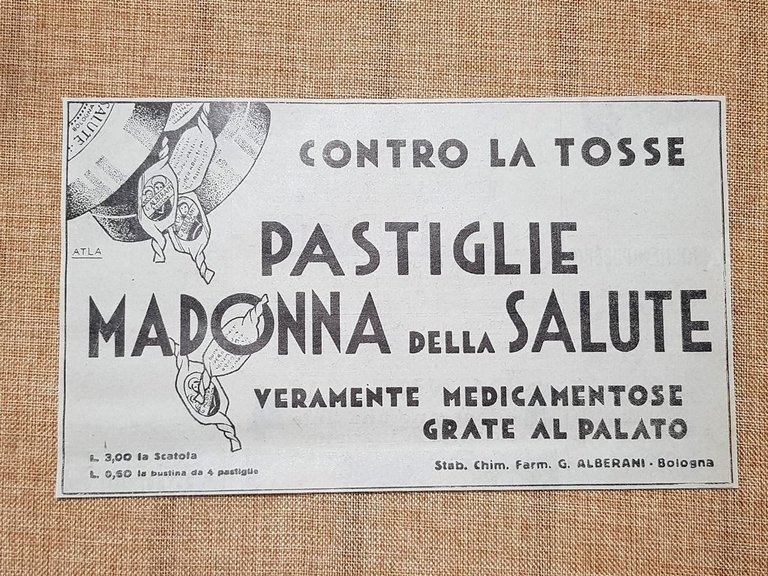 SALUTE
CONTRO LA TOSSE
ATLA
PASTIGLIE
MADONNA DELLA SALUTE
VERAMENTE MEDICAMENTOSE
GRATE AL PALATO
L. 3,00 la Scatola
L. 0,60 la bustina da 4 pastiglie
Stab. Chim. Farm. G. ALBERANI - Bologna